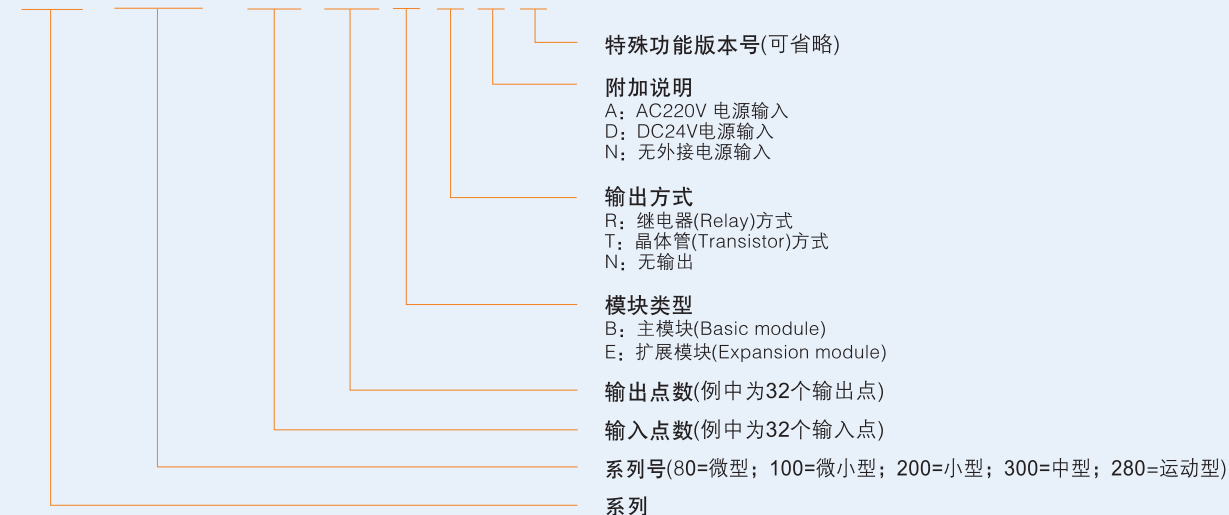 特殊功能版本号(可省略)
附加说明
A：AC220V 电源输入
D：DC24V电源输入
N：无外接电源输入
输出方式
R：继电器(Relay)方式
T：晶体管(Transistor)方式
N：无输出
模块类型
B：主模块(Basic module)
E：扩展模块(Expansion module)
输出点数(例中为32个输出点)
输入点数(例中为32个输入点)
系列号(80=微型；100=微小型；200=小型；300=中型；280=运动型)
系列